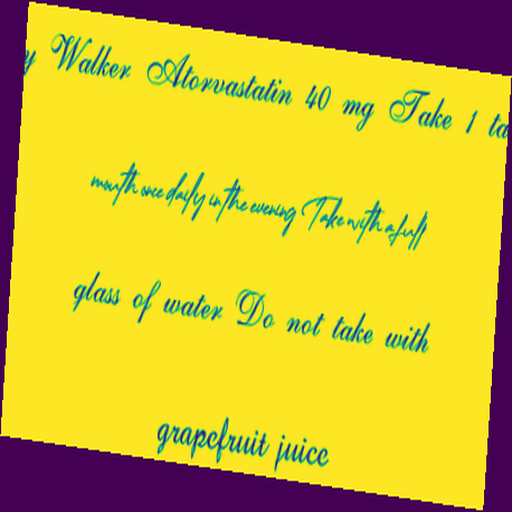 Walker Atorvastatin 40 mg Take 1
mouth once daily in the evening Take with a full
glass of water Do not take with
grapefruit juice